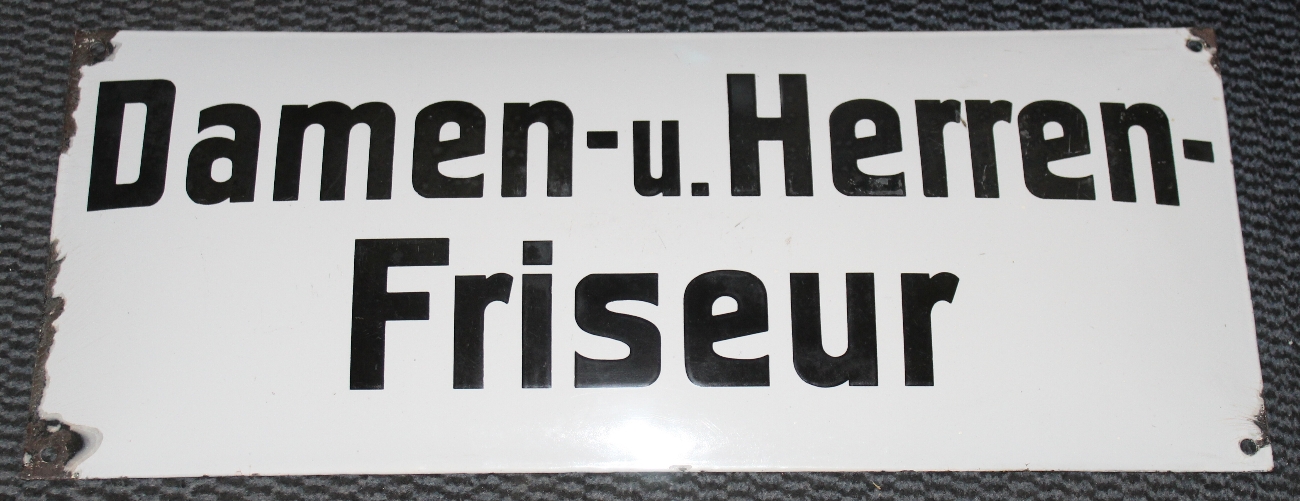 Damen- u. Herren-
Friseur